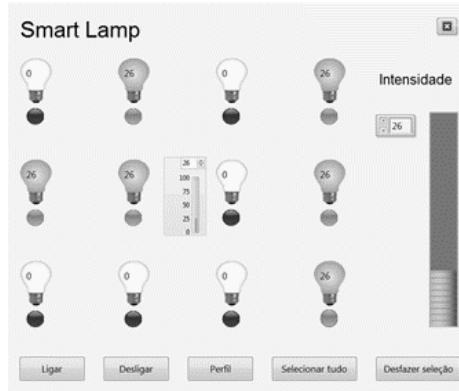 Smart Lamp
0 26 0 26
Intensidade
26
26 26 26 0 26
100
75
50
25
0
0 0 0 26
Ligar Desligar Perfil Selecionar tudo Desfazer seleção